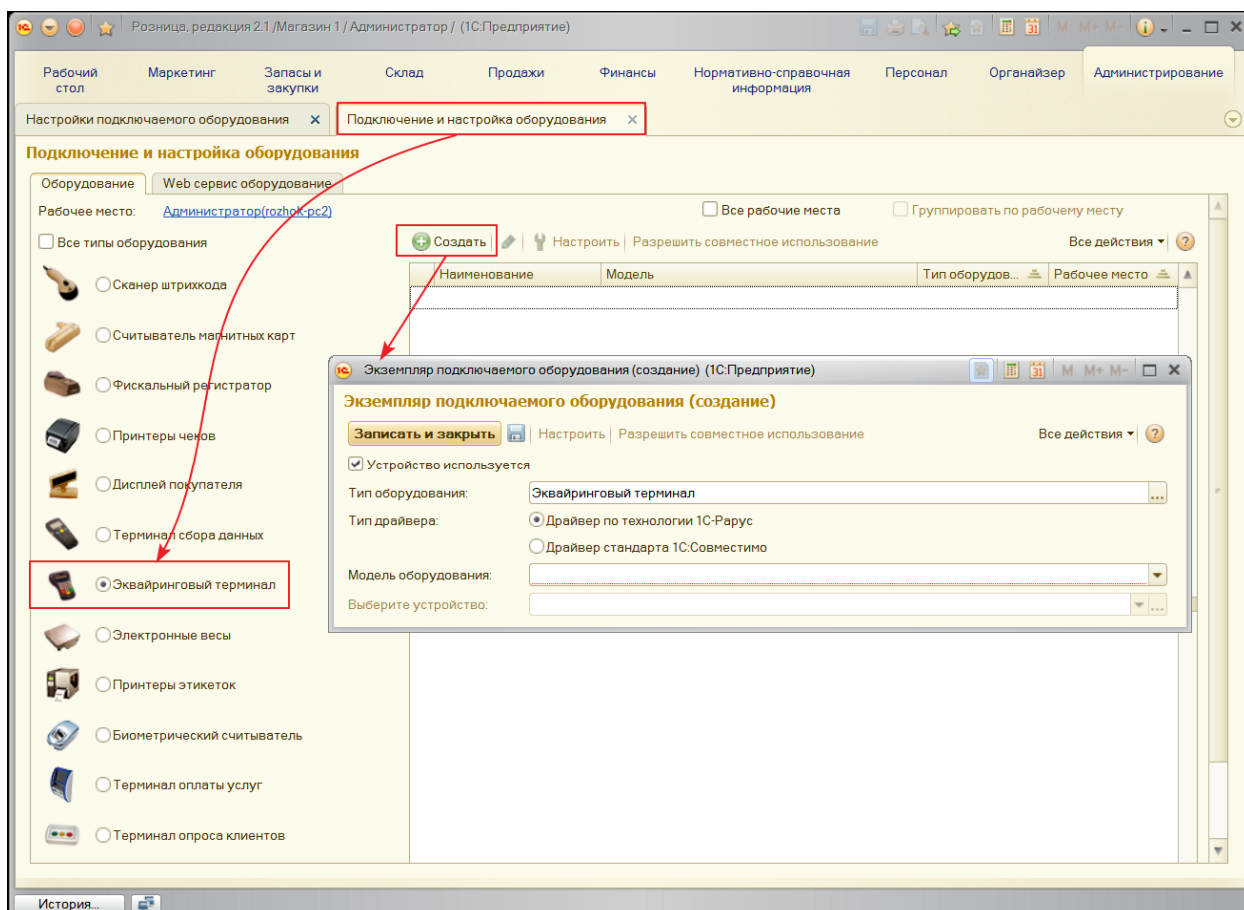 Розница, редакция 2.1 /Магазин 1 / Администратор / (1С:Предприятие)
M M+ M-
Рабочий стол
Маркетинг
Запасы и закупки
Склад
Продажи
Финансы
Нормативно-справочная информация
Персонал
Органайзер
Администрирование
Настройки подключаемого оборудования
Подключение и настройка оборудования
Подключение и настройка оборудования
Оборудование
Web сервис оборудование
Рабочее место: Администратор(rozhok-pc2)
Все рабочие места
Группировать по рабочему месту
Все типы оборудования
Создать
Настроить
Разрешить совместное использование
Все действия
Наименование
Модель
Тип оборудов...
Рабочее место
Сканер штрихкода
Считыватель магнитных карт
Фискальный регистратор
Принтеры чеков
Дисплей покупателя
Терминал сбора данных
Эквайринговый терминал
Электронные весы
Принтеры этикеток
Биометрический считыватель
Терминал оплаты услуг
Терминал опроса клиентов
Экземпляр подключаемого оборудования (создание) (1С:Предприятие)
M M+ M-
Экземпляр подключаемого оборудования (создание)
Записать и закрыть
Настроить
Разрешить совместное использование
Все действия
Устройство используется
Тип оборудования: Эквайринговый терминал
Тип драйвера: Драйвер по технологии 1С-Рарус
Драйвер стандарта 1С:Совместимо
Модель оборудования:
Выберите устройство:
История...